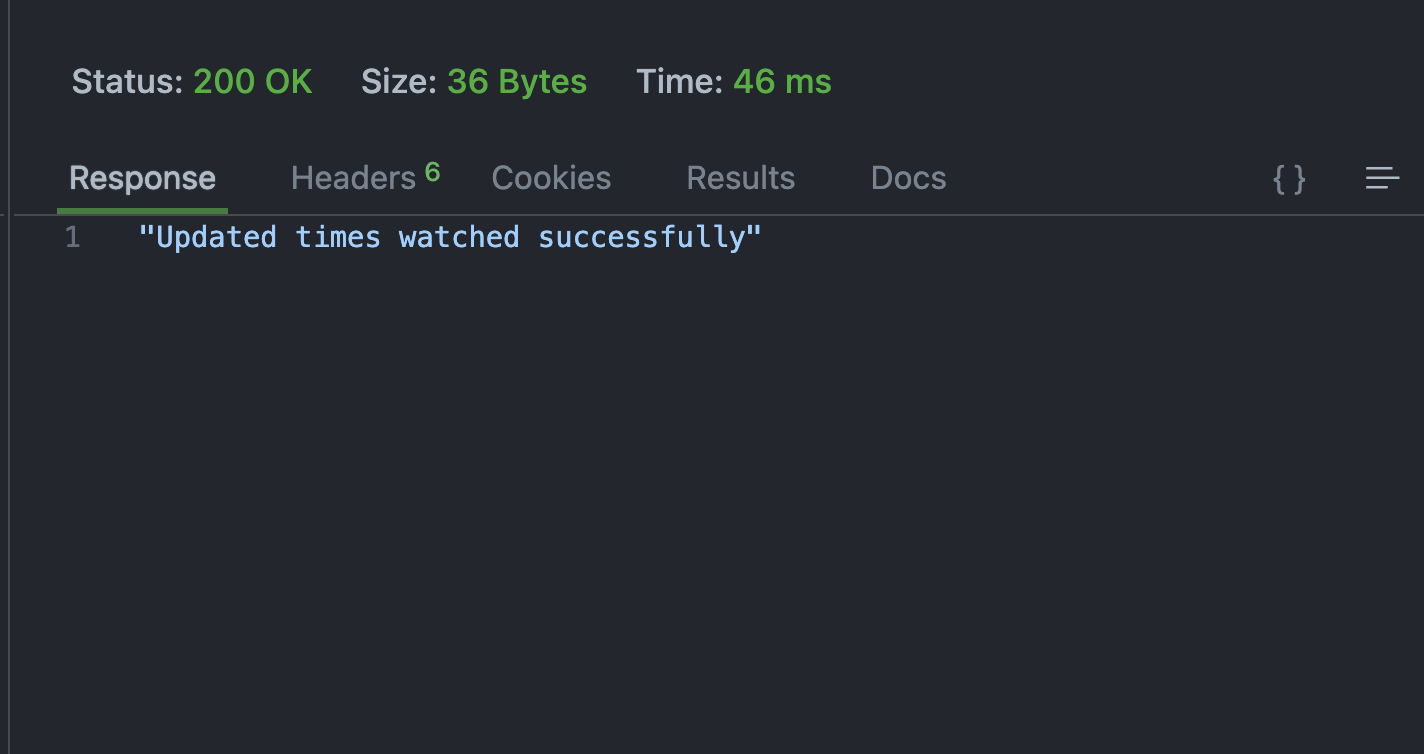 Status: 200 OK Size: 36 Bytes Time: 46 ms
Response Headers 6 Cookies Results Docs { }
1 "Updated times watched successfully"